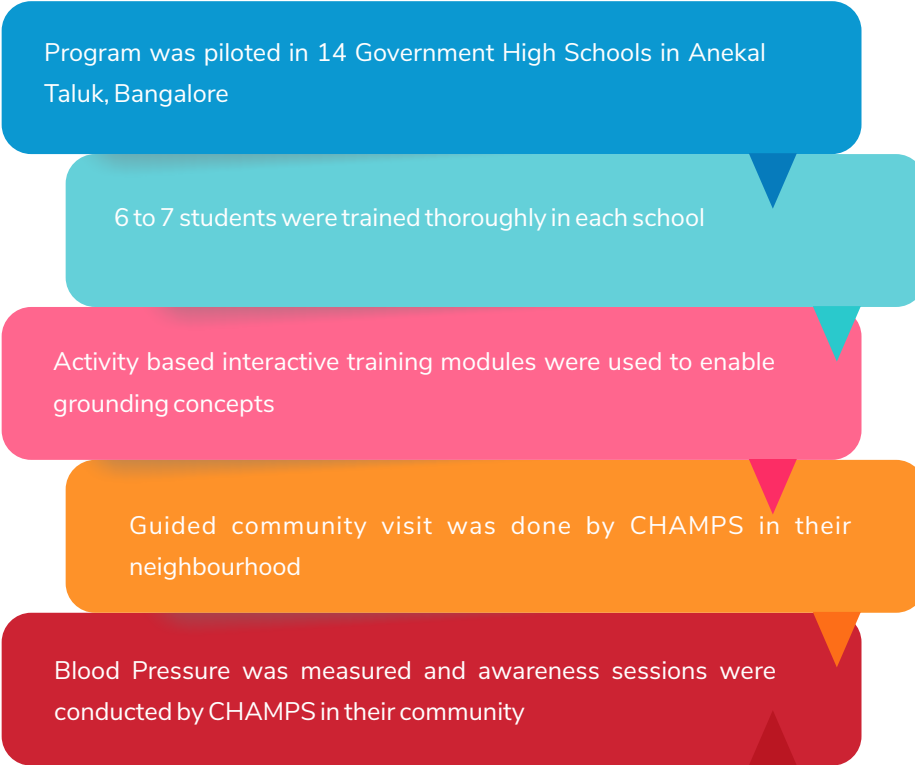 Program was piloted in 14 Government High Schools in Anekal
Taluk, Bangalore
6 to 7 students were trained thoroughly in each school
Activity based interactive training modules were used to enable
grounding concepts
Guided community visit was done by CHAMPS in their
neighbourhood
Blood Pressure was measured and awareness sessions were
conducted by CHAMPS in their community